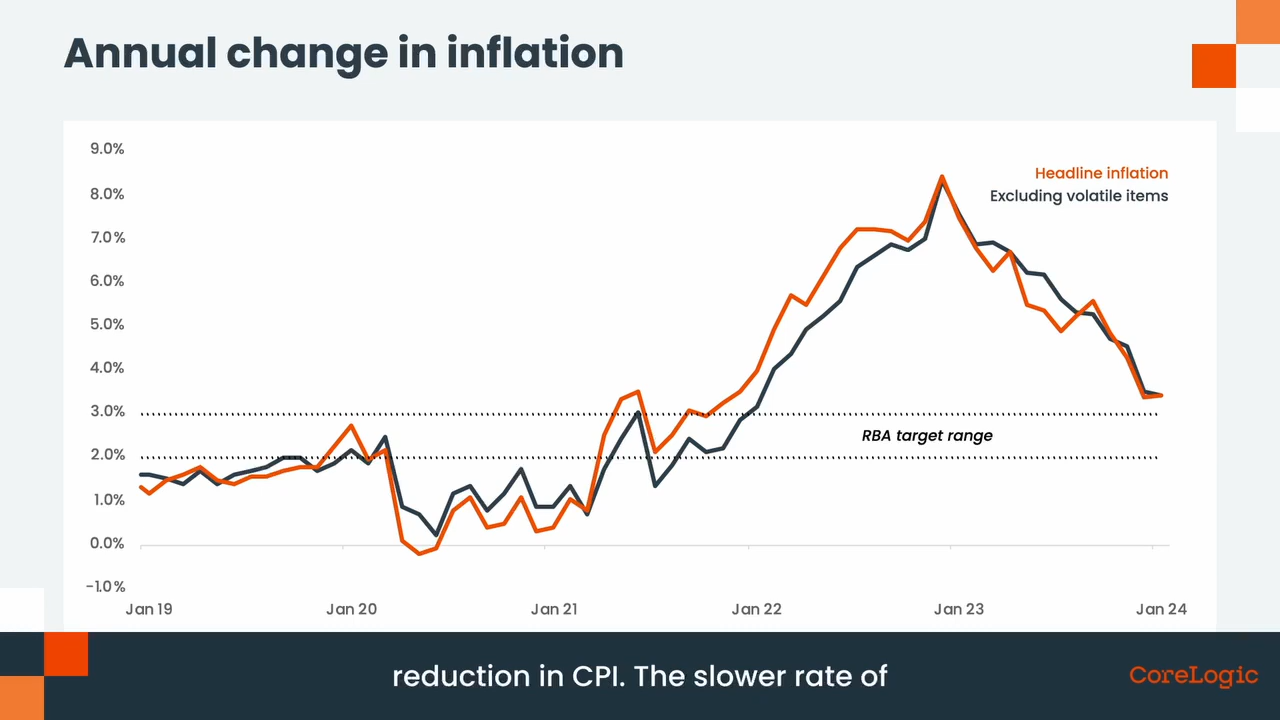 Annual change in inflation
9.0%
8.0%
7.0%
6.0%
5.0%
4.0%
3.0%
2.0%
1.0%
0.0%
-1.0%
Headline inflation
Excluding volatile items
RBA target range
Jan 19
Jan 20
Jan 21
Jan 22
Jan 23
Jan 24
reduction in CPI. The slower rate of
CoreLogic